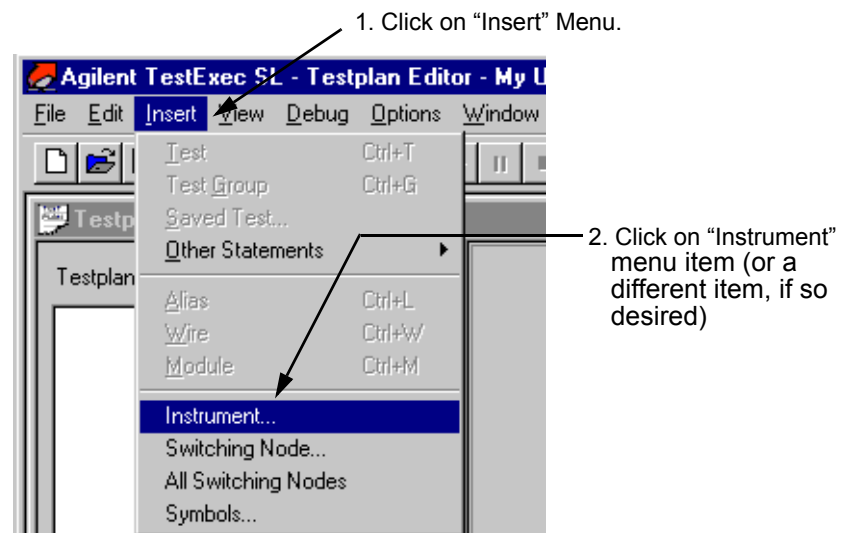 1. Click on “Insert” Menu.
Agilent TestExec SL - Testplan Editor - My U
File Edit Insert View Debug Options Window
Test Ctrl+T
Test Group Ctrl+G
Saved Test...
Other Statements
Testp
Testplan
Alias Ctrl+L
Wire Ctrl+W
Module Ctrl+M
Instrument...
Switching Node...
All Switching Nodes
Symbols...
2. Click on “Instrument”
menu item (or a
different item, if so
desired)